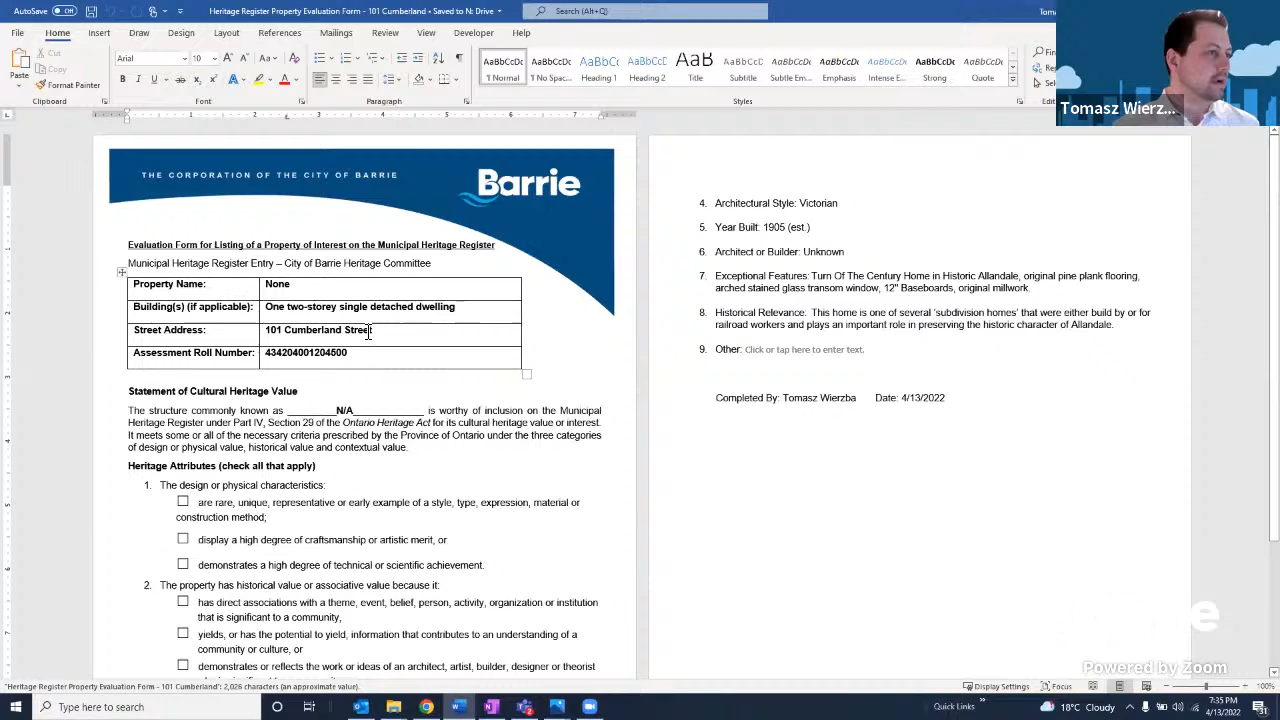 AutoSave Off
Heritage Register Property Evaluation Form - 101 Cumberland - Saved to N: Drive
Search
Tomasz
File Home Insert Draw Design Layout References Mailings Review View Developer Help
Paste Cut
Copy
Format Painter
Clipboard
Arial 10
Font
Paragraph
¶ Normal ¶ No Spac... Heading 1 Heading 2 Title Subtitle Subtle Em... Emphasis Intense E... Strong Quote
Styles
Select
Editing
Tomasz Wierz...
THE CORPORATION OF THE CITY OF BARRIE
Barrie
Evaluation Form for Listing of a Property of Interest on the Municipal Heritage Register
Municipal Heritage Register Entry – City of Barrie Heritage Committee
Property Name: None
Building(s) (if applicable): One two-storey single detached dwelling
Street Address: 101 Cumberland Street
Assessment Roll Number: 434204001204500
Statement of Cultural Heritage Value
The structure commonly known as _________N/A_____________ is worthy of inclusion on the Municipal
Heritage Register under Part IV, Section 29 of the Ontario Heritage Act for its cultural heritage value or interest.
It meets some or all of the necessary criteria prescribed by the Province of Ontario under the three categories
of design or physical value, historical value and contextual value.
Heritage Attributes (check all that apply)
1. The design or physical characteristics:
☐ are rare, unique, representative or early example of a style, type, expression, material or
construction method;
☐ display a high degree of craftsmanship or artistic merit, or
☐ demonstrates a high degree of technical or scientific achievement.
2. The property has historical value or associative value because it:
☐ has direct associations with a theme, event, belief, person, activity, organization or institution
that is significant to a community,
☐ yields, or has the potential to yield, information that contributes to an understanding of a
community or culture, or
☐ demonstrates or reflects the work or ideas of an architect, artist, builder, designer or theorist
4. Architectural Style: Victorian
5. Year Built: 1905 (est.)
6. Architect or Builder: Unknown
7. Exceptional Features: Turn Of The Century Home in Historic Allandale, original pine plank flooring,
arched stained glass transom window, 12" Baseboards, original millwork.
8. Historical Relevance: This home is one of several 'subdivision homes' that were either build by or for
railroad workers and plays an important role in preserving the historic character of Allandale.
9. Other: Click or tap here to enter text.
Completed By: Tomasz Wierzba Date: 4/13/2022
Powered by Zoom
"Heritage Register Property Evaluation Form - 101 Cumberland": 2,026 characters (an approximate value).
Display Settings Focus 100%
Type here to search
Quick Links
18°C Cloudy
7:35 PM
4/13/2022